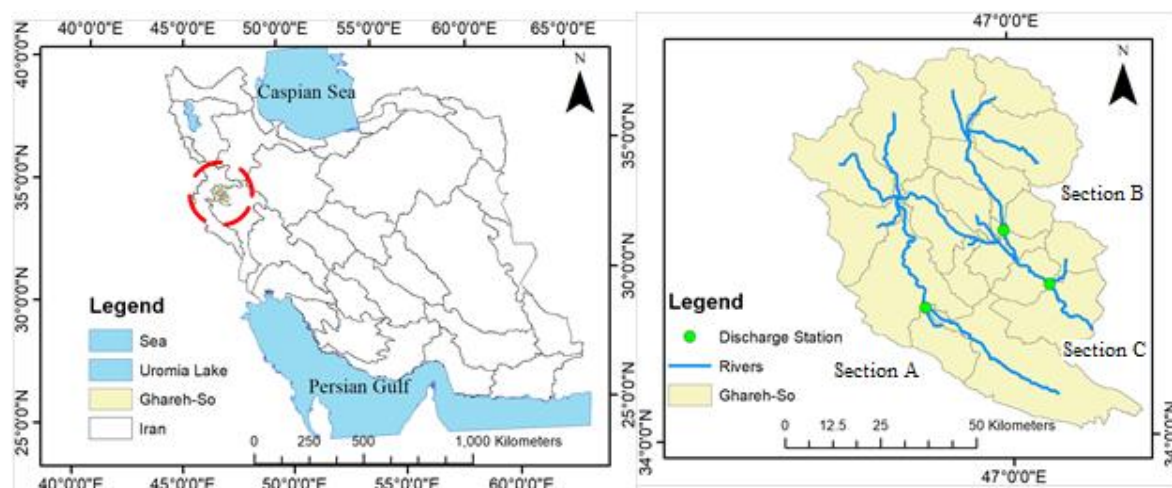 40°0'0"E 45°0'0"E 50°0'0"E 55°0'0"E 60°0'0"E 65°0'0"E
40°0'0"N
35°0'0"N
30°0'0"N
25°0'0"N
N
Caspian Sea
Persian Gulf
Legend
Sea
Uromia Lake
Ghareh-So
Iran
0 250 500 1,000 Kilometers
35°0'0"N
30°0'0"N
25°0'0"N
40°0'0"E 45°0'0"E 50°0'0"E 55°0'0"E 60°0'0"E
47°0'0"E
N
Section B
Section C
Section A
Legend
Discharge Station
Rivers
Ghareh-So
0 12.5 25 50 Kilometers
34°0'0"N
34°0'0"N
47°0'0"E